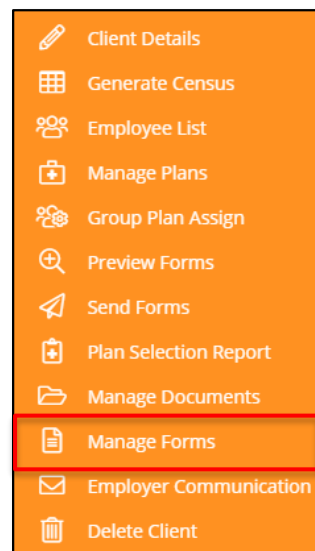 Client Details
Generate Census
Employee List
Manage Plans
Group Plan Assign
Preview Forms
Send Forms
Plan Selection Report
Manage Documents
Manage Forms
Employer Communication
Delete Client